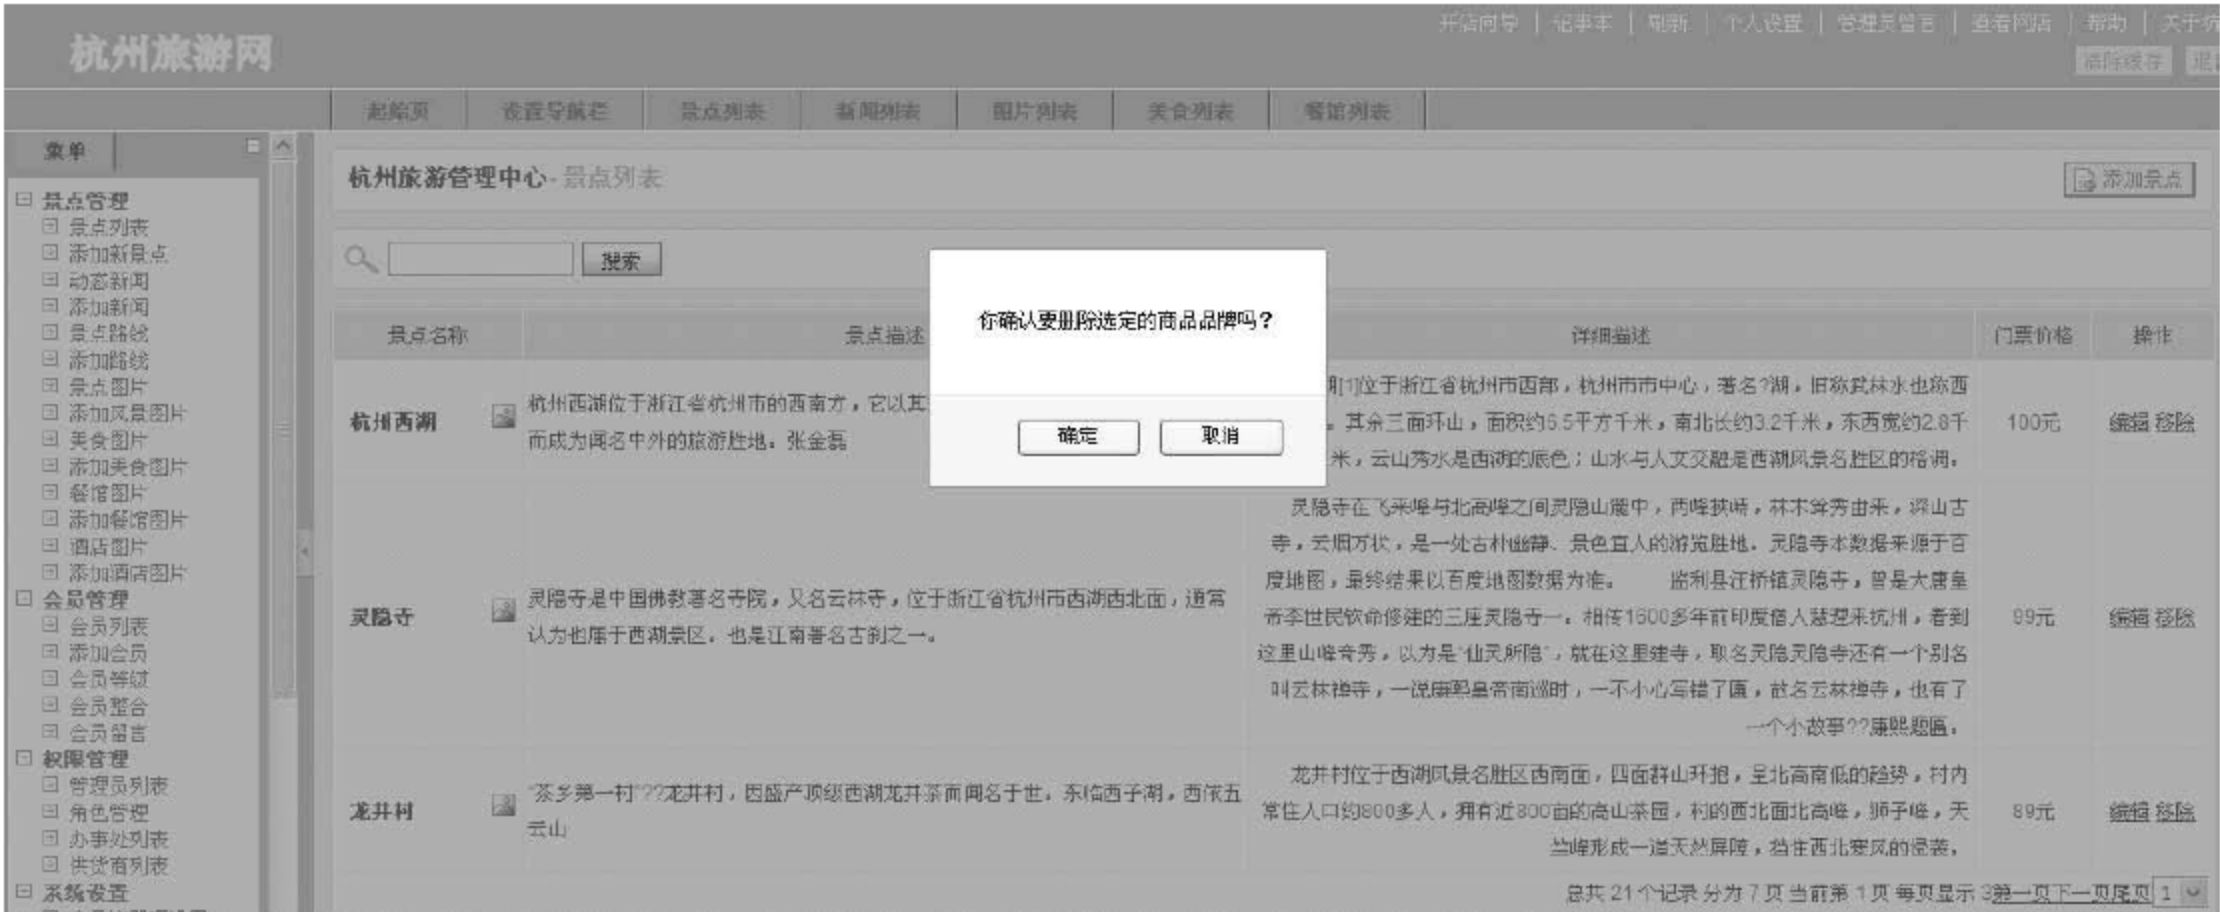 开店向导 | 记事本 | 刷新 | 个人设置 | 管理员留言 | 查看网店 | 帮助 | 关于
杭州旅游网
清除缓存
起始页 设置导航栏 景点列表 新闻列表 图片列表 美食列表 餐馆列表
菜单
杭州旅游管理中心 - 景点列表
添加景点
搜索
景点管理
景点列表
添加新景点
动态新闻
添加新闻
景点路线
添加路线
景点图片
添加风景图片
美食图片
添加美食图片
餐馆图片
添加餐馆图片
酒店图片
添加酒店图片
会员管理
会员列表
添加会员
会员等级
会员整合
会员留言
权限管理
管理员列表
角色管理
办事处列表
供货商列表
系统设置
你确认要删除选定的商品品牌吗？
确定 取消
景点名称 景点描述 详细描述 门票价格 操作
杭州西湖
杭州西湖位于浙江省杭州市的西南方，它以其
而成为闻名中外的旅游胜地。张金磊
[1]位于浙江省杭州市西部，杭州市市中心，著名?湖，旧称武林水也称西
。其余三面环山，面积约6.5平方千米，南北长约3.2千米，东西宽约2.8千
米，云山秀水是西湖的底色；山水与人文交融是西湖风景名胜区的格调。
100元 编辑 移除
灵隐寺
灵隐寺是中国佛教著名寺院，又名云林寺，位于浙江省杭州市西湖西北面，通常
认为他属于西湖景区。也是江南著名古刹之一。
灵隐寺在飞来峰与北高峰之间灵隐山麓中，两峰挟峙，林木耸秀由来，深山古
寺，云烟万状，是一处古朴幽静、景色宜人的游览胜地。灵隐寺本数据来源于百
度地图，最终结果以百度地图数据为准。 监利县汪桥镇灵隐寺，曾是大唐皇
帝李世民钦命修建的三座灵隐寺一。相传1600多年前印度僧人慧理来杭州，看到
这里山峰奇秀，以为是“仙灵所隐”，就在这里建寺，取名灵隐灵隐寺还有一个别名
叫云林禅寺，一说康熙皇帝南巡时，一不小心写错了匾，故名云林禅寺，也有了
一个小故事??康熙题匾。
99元 编辑 移除
龙井村
“茶乡第一村”??龙井村，因盛产顶级西湖龙井茶而闻名于世。东临西子湖，西依五
云山
龙井村位于西湖风景名胜区西南面，四面群山环抱，呈北高南低的趋势，村内
常住人口约800多人，拥有近800亩的高山茶园，村的西北面北高峰，狮子峰，天
竺峰形成一道天然屏障，挡住西北寒风的侵袭。
89元 编辑 移除
总共 21个记录 分为 7 页 当前第 1 页 每页显示 3第一页下一页尾页 1